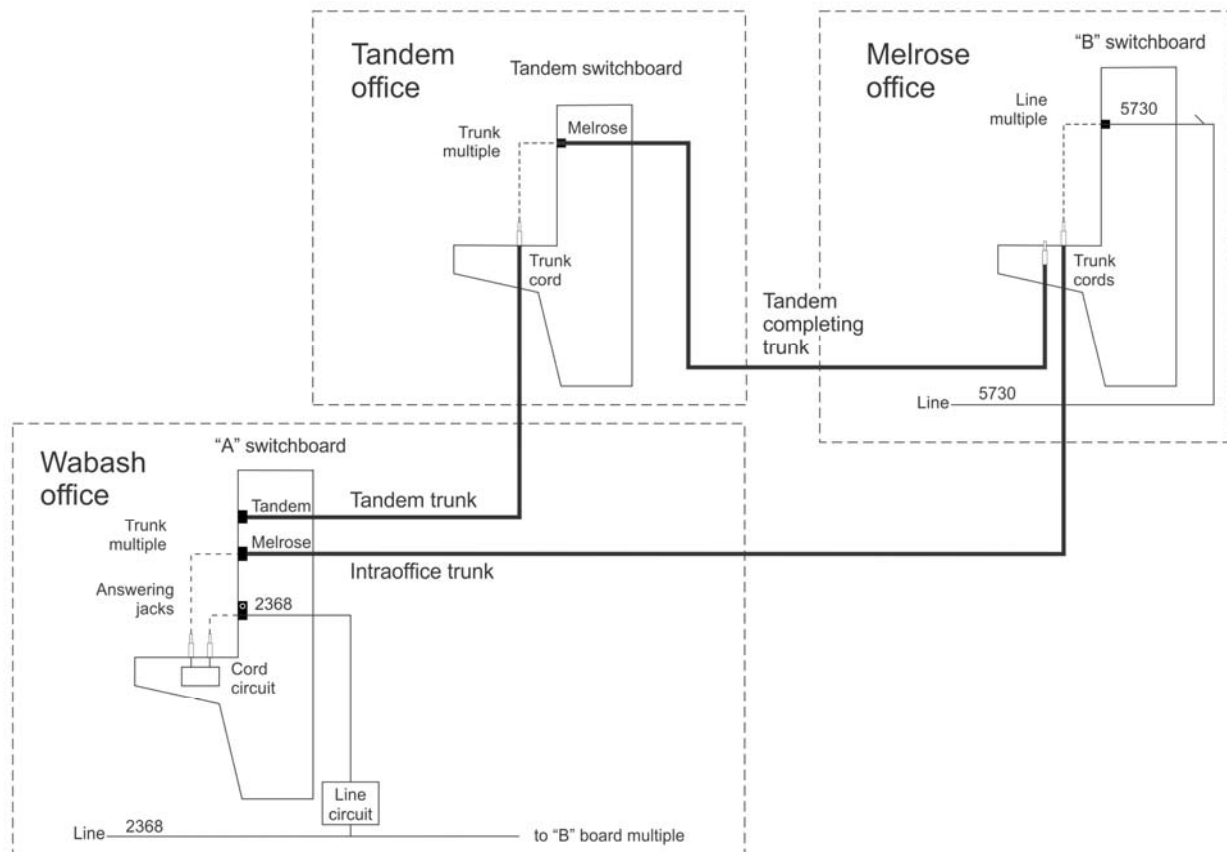 Tandem
office
Tandem switchboard
Trunk
multiple
Melrose
Trunk
cord
Melrose
office
"B" switchboard
Line
multiple
5730
Trunk
cords
Tandem
completing
trunk
Line
5730
Wabash
office
"A" switchboard
Tandem
Tandem trunk
Trunk
multiple
Melrose
Intraoffice trunk
Answering
jacks
2368
Cord
circuit
Line
circuit
Line
2368
to "B" board multiple